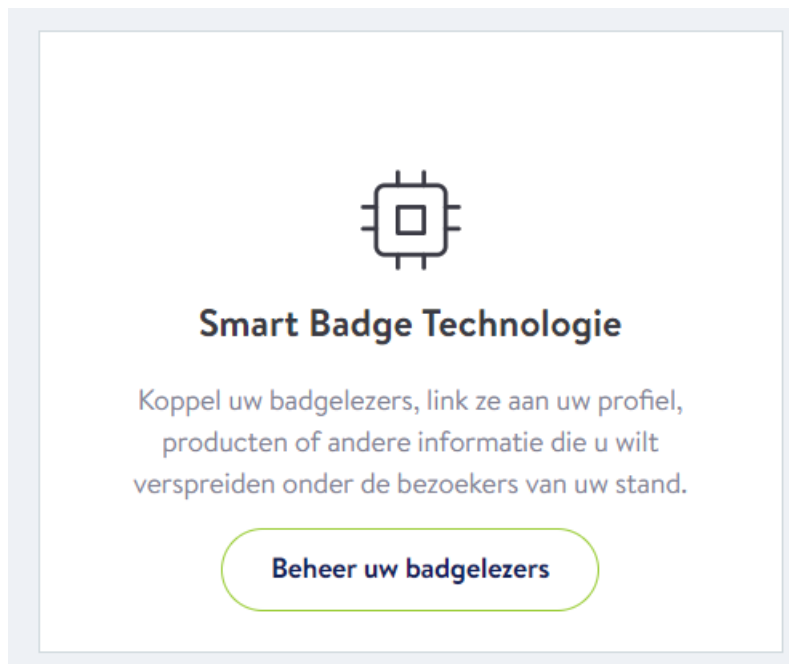 Smart Badge Technologie
Koppel uw badgelezers, link ze aan uw profiel,
producten of andere informatie die u wilt
verspreiden onder de bezoekers van uw stand.
Beheer uw badgelezers